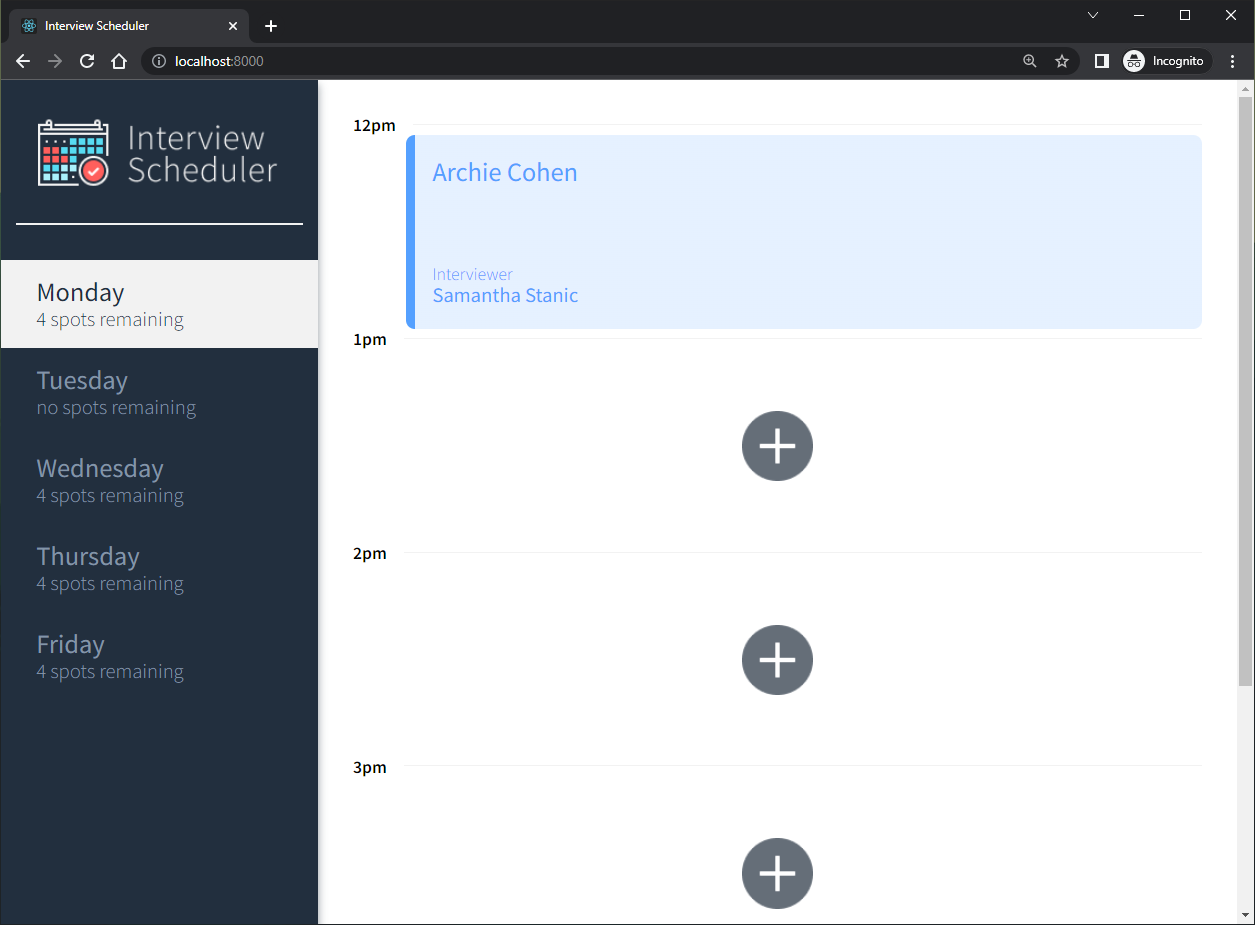 Interview Scheduler
localhost:8000
Incognito
Interview
Scheduler
Monday
4 spots remaining
Tuesday
no spots remaining
Wednesday
4 spots remaining
Thursday
4 spots remaining
Friday
4 spots remaining
12pm
Archie Cohen
Interviewer
Samantha Stanic
1pm
2pm
3pm